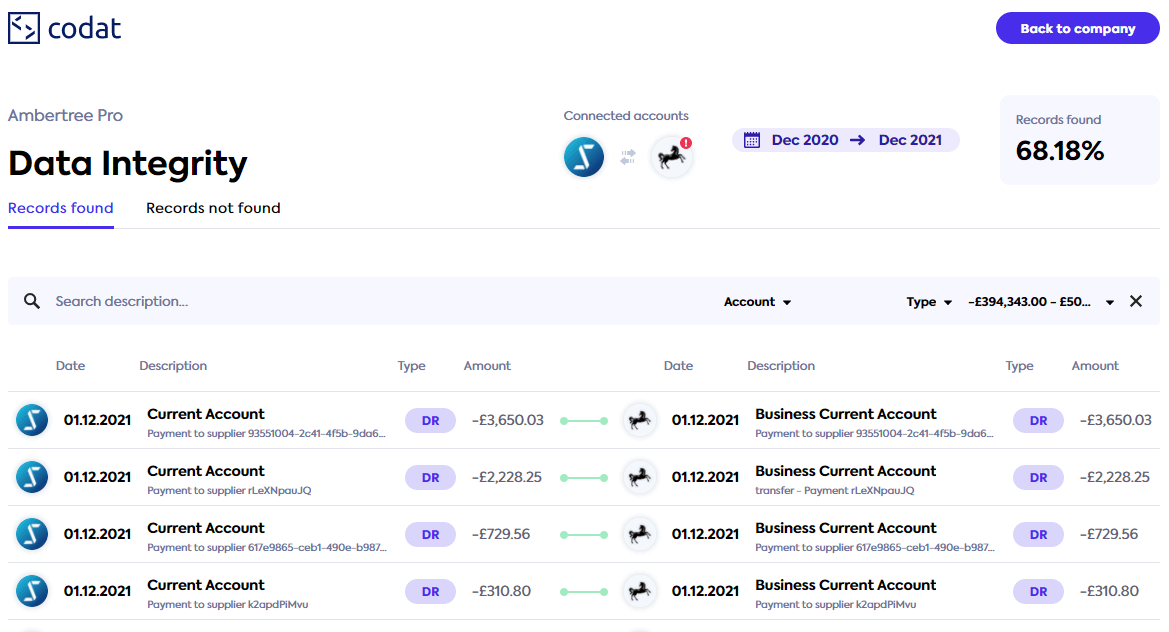 codat
Back to company
Ambertree Pro
Connected accounts
Records found
Data Integrity
!
Dec 2020 → Dec 2021
68.18%
Records found Records not found
Search description... Account Type -£394,343.00 - £50...
Date Description Type Amount Date Description Type Amount
01.12.2021 Current Account DR -£3,650.03 01.12.2021 Business Current Account DR -£3,650.03
Payment to supplier 93551004-2c41-4f5b-9da6... Payment to supplier 93551004-2c41-4f5b-9da6...
01.12.2021 Current Account DR -£2,228.25 01.12.2021 Business Current Account DR -£2,228.25
Payment to supplier rLeXNpauJQ transfer - Payment rLeXNpauJQ
01.12.2021 Current Account DR -£729.56 01.12.2021 Business Current Account DR -£729.56
Payment to supplier 617e9865-ceb1-490e-b987... Payment to supplier 617e9865-ceb1-490e-b987...
01.12.2021 Current Account DR -£310.80 01.12.2021 Business Current Account DR -£310.80
Payment to supplier k2apdPiMvu Payment to supplier k2apdPiMvu